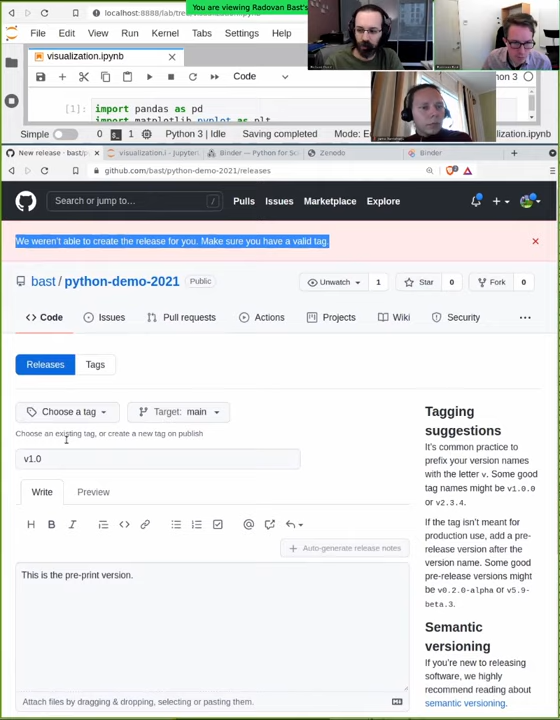 You are viewing Radovan Bast's
localhost:8888/lab/tre
File View Run Kernel Tabs Settings
visualization.ipynb
Code
[1]: import pandas as pd
import matplotlib.pyplot as plt
Simple 0 1 Python 3 | Idle Saving completed
New release · bast/p
visualization.i - Jupyter
Binder — Python for Sci
Zenodo
Binder
github.com/bast/python-demo-2021/releases
Search or jump to... /
Pulls Issues Marketplace Explore
We weren't able to create the release for you. Make sure you have a valid tag.
bast / python-demo-2021 Public
Unwatch 1 Star 0 Fork 0
<> Code Issues Pull requests Actions Projects Wiki Security
Releases Tags
Choose a tag Target: main
Choose an existing tag, or create a new tag on publish
v1.0
Write Preview
Auto-generate release notes
This is the pre-print version.
Attach files by dragging & dropping, selecting or pasting them.
Tagging
suggestions
It's common practice to
prefix your version names
with the letter v. Some good
tag names might be v1.0.0
or v2.3.4.
If the tag isn't meant for
production use, add a pre-
release version after the
version name. Some good
pre-release versions might
be v0.2.0-alpha or v5.9-
beta.3.
Semantic
versioning
If you're new to releasing
software, we highly
recommend reading about
semantic versioning.